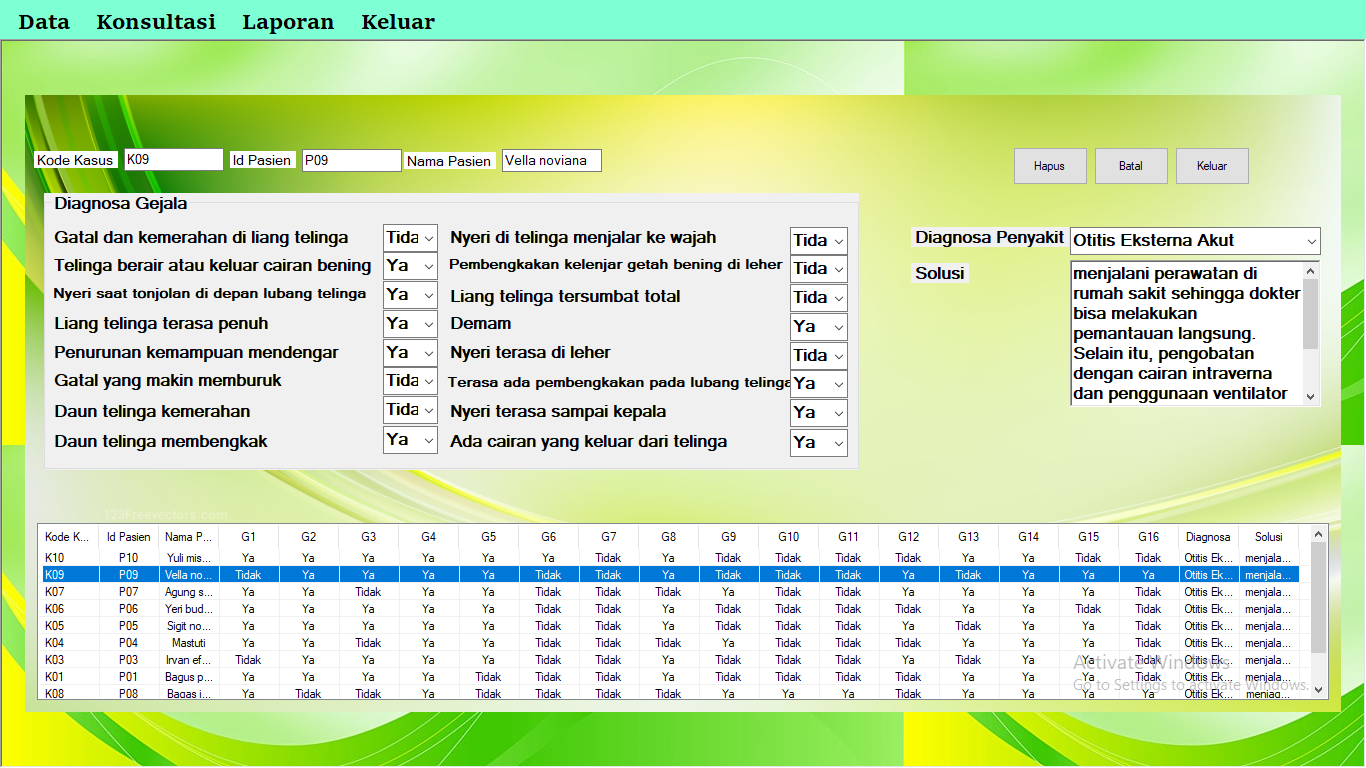 Data Konsultasi Laporan Keluar
Kode Kasus K09 Id Pasien P09 Nama Pasien Vella noviana
Hapus Batal Keluar
Diagnosa Gejala
Gatal dan kemerahan di liang telinga Tida
Telinga berair atau keluar cairan bening Ya
Nyeri saat tonjolan di depan lubang telinga Ya
Liang telinga terasa penuh Ya
Penurunan kemampuan mendengar Ya
Gatal yang makin memburuk Tida
Daun telinga kemerahan Tida
Daun telinga membengkak Ya
Nyeri di telinga menjalar ke wajah Tida
Pembengkakan kelenjar getah bening di leher Tida
Liang telinga tersumbat total Tida
Demam Ya
Nyeri terasa di leher Tida
Terasa ada pembengkakan pada lubang telinga Ya
Nyeri terasa sampai kepala Ya
Ada cairan yang keluar dari telinga Ya
Diagnosa Penyakit Otitis Eksterna Akut
Solusi
menjalani perawatan di
rumah sakit sehingga dokter
bisa melakukan
pemantauan langsung.
Selain itu, pengobatan
dengan cairan intraverna
dan penggunaan ventilator
123Freevectors.com
Kode K... Id Pasien Nama P... G1 G2 G3 G4 G5 G6 G7 G8 G9 G10 G11 G12 G13 G14 G15 G16 Diagnosa Solusi
K10 P10 Yuli mis... Ya Ya Ya Ya Ya Ya Tidak Ya Tidak Tidak Tidak Tidak Ya Ya Tidak Tidak Otitis Ek... menjala...
K09 P09 Vella no... Tidak Ya Ya Ya Ya Tidak Tidak Ya Tidak Tidak Tidak Ya Tidak Ya Ya Ya Otitis Ek... menjala...
K07 P07 Agung s... Ya Ya Tidak Ya Ya Tidak Tidak Tidak Ya Tidak Tidak Ya Ya Ya Ya Tidak Otitis Ek... menjala...
K06 P06 Yeri bud... Ya Ya Ya Ya Ya Tidak Tidak Ya Tidak Tidak Tidak Ya Ya Ya Tidak Tidak Otitis Ek... menjala...
K05 P05 Sigit no... Ya Ya Ya Ya Ya Tidak Tidak Ya Tidak Tidak Tidak Ya Tidak Ya Ya Tidak Otitis Ek... menjala...
K04 P04 Mastuti Ya Ya Tidak Ya Ya Tidak Tidak Tidak Ya Tidak Tidak Tidak Ya Ya Ya Tidak Otitis Ek... menjala...
K03 P03 Irvan ef... Tidak Ya Ya Ya Ya Tidak Tidak Ya Tidak Tidak Tidak Ya Tidak Ya Ya Tidak Otitis Ek... menjala...
K01 P01 Bagus p... Ya Ya Ya Ya Tidak Tidak Tidak Ya Tidak Tidak Tidak Ya Ya Ya Ya Tidak Otitis Ek... menjala...
K08 P08 Bagas i... Ya Tidak Tidak Ya Ya Tidak Tidak Tidak Ya Ya Ya Tidak Ya Ya Ya Ya Otitis Ek... menjag...
Activate Windows
Go to Settings to activate Windows.